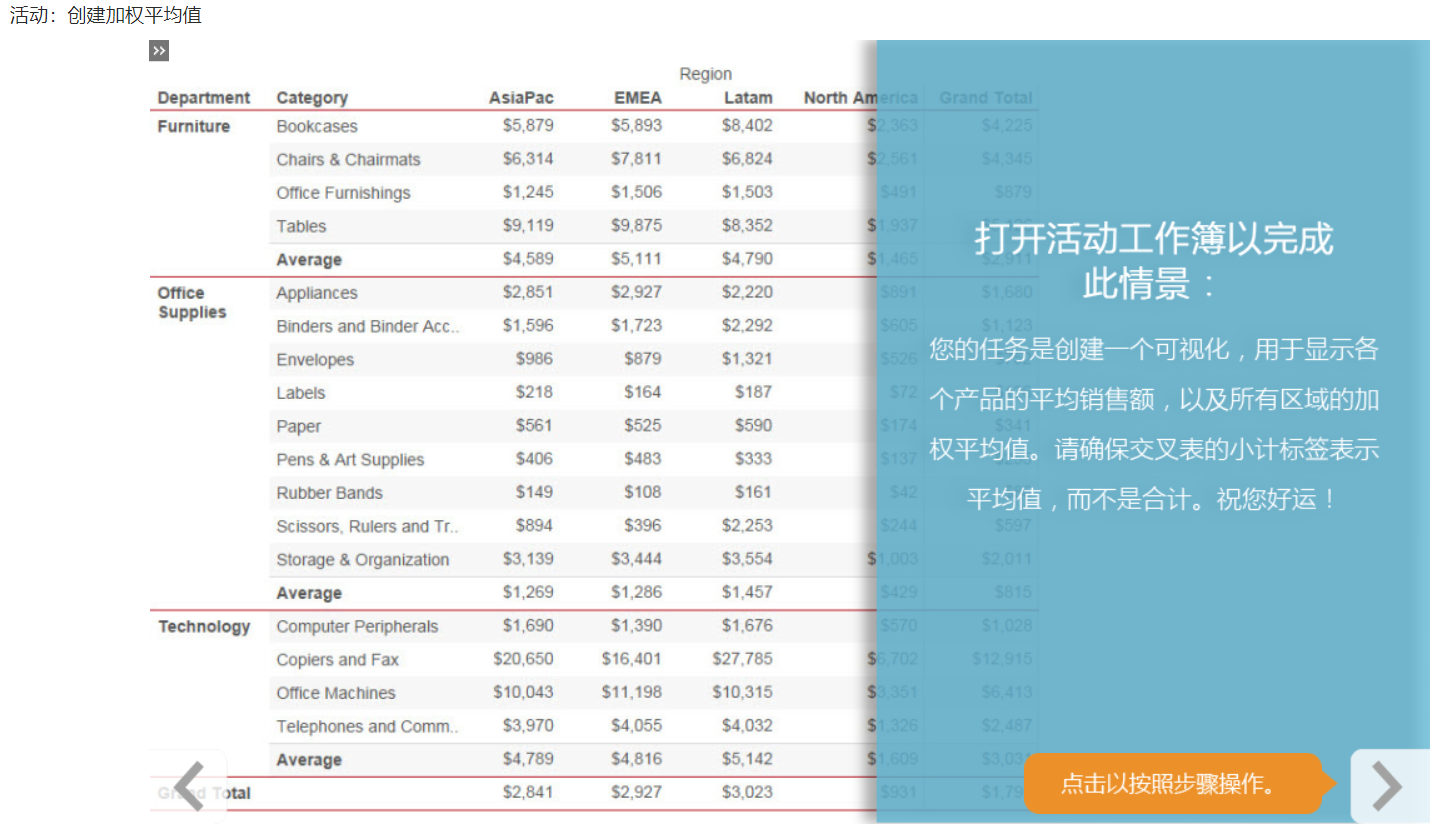 活动：创建加权平均值
Region
Department Category AsiaPac EMEA Latam North America Grand Total
Furniture Bookcases $5,879 $5,893 $8,402 $2,363 $4,225
Chairs & Chairmats $6,314 $7,811 $6,824 $2,561 $4,345
Office Furnishings $1,245 $1,506 $1,503 $491 $879
Tables $9,119 $9,875 $8,352 $1,937
Average $4,589 $5,111 $4,790 $1,465 $2,911
Office Supplies Appliances $2,851 $2,927 $2,220 $891 $1,680
Binders and Binder Acc.. $1,596 $1,723 $2,292 $605 $1,123
Envelopes $986 $879 $1,321 $526
Labels $218 $164 $187 $72
Paper $561 $525 $590 $174 $341
Pens & Art Supplies $406 $483 $333 $137
Rubber Bands $149 $108 $161 $42
Scissors, Rulers and Tr.. $894 $396 $2,253 $244 $597
Storage & Organization $3,139 $3,444 $3,554 $1,003 $2,011
Average $1,269 $1,286 $1,457 $429 $815
Technology Computer Peripherals $1,690 $1,390 $1,676 $570 $1,028
Copiers and Fax $20,650 $16,401 $27,785 $6,702 $12,915
Office Machines $10,043 $11,198 $10,315 $3,351 $6,413
Telephones and Comm.. $3,970 $4,055 $4,032 $1,326 $2,487
Average $4,789 $4,816 $5,142 $1,609
Grand Total $2,841 $2,927 $3,023 $931
打开活动工作簿以完成
此情景：
您的任务是创建一个可视化，用于显示各
个产品的平均销售额，以及所有区域的加
权平均值。请确保交叉表的小计标签表示
平均值，而不是合计。祝您好运！
点击以按照步骤操作。